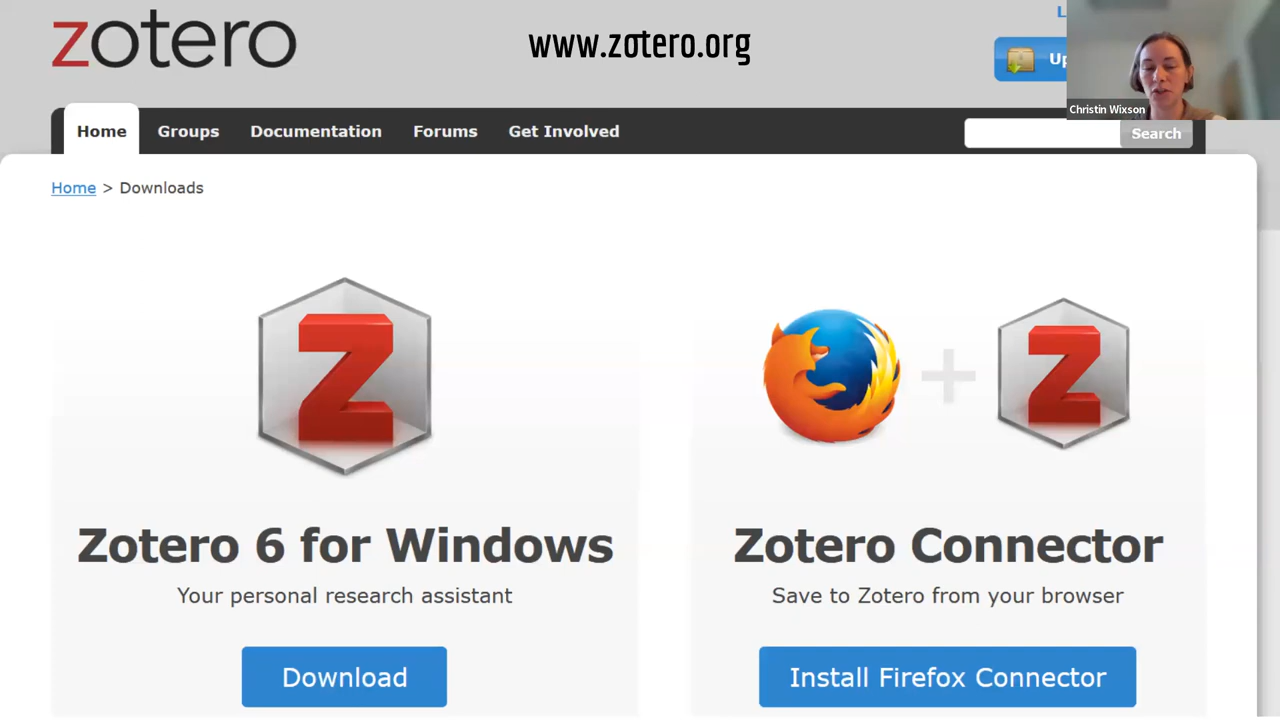 zotero
www.zotero.org
L
Up
Christin Wixson
Home Groups Documentation Forums Get Involved
Search
Home > Downloads
Z
Z
Zotero 6 for Windows
Zotero Connector
Your personal research assistant
Save to Zotero from your browser
Download
Install Firefox Connector